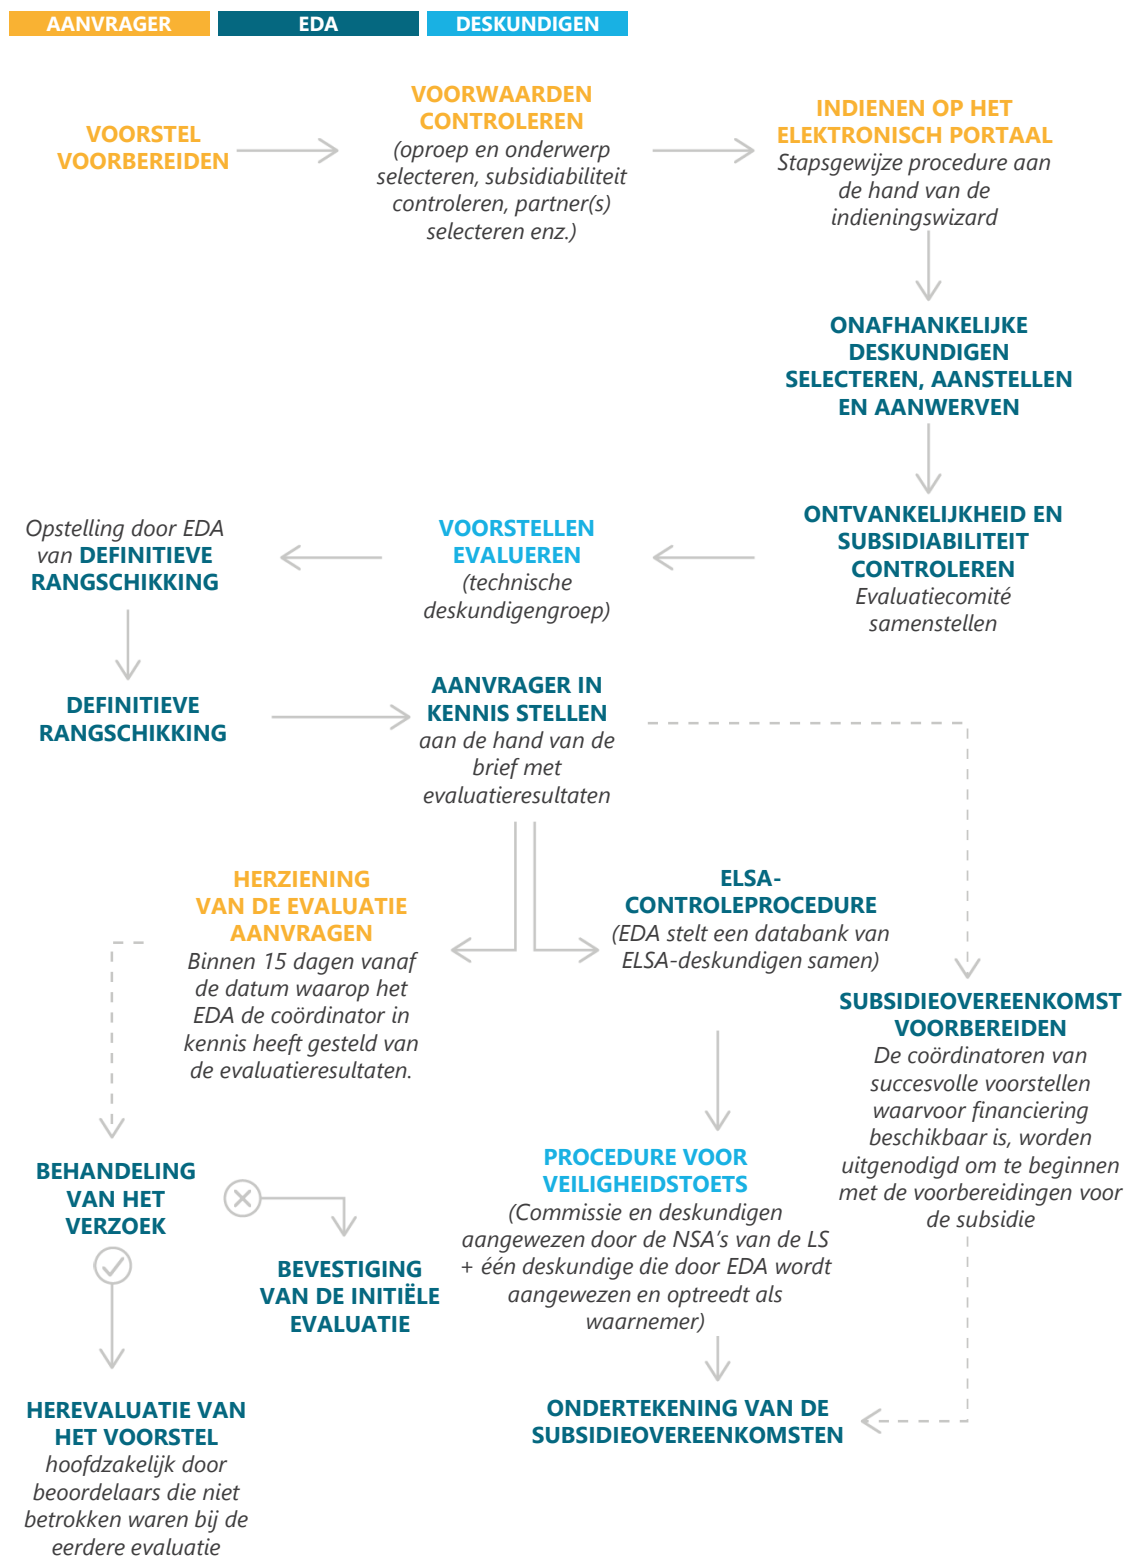 AANVRAGER
EDA
DESKUNDIGEN
VOORSTEL
VOORBEREIDEN
VOORWAARDEN
CONTROLEREN
(oproep en onderwerp
selecteren, subsidiabiliteit
controleren, partner(s)
selecteren enz.)
INDIENEN OP HET
ELEKTRONISCH PORTAAL
Stapsgewijze procedure aan
de hand van de
indieningswizard
ONAFHANKELIJKE
DESKUNDIGEN
SELECTEREN, AANSTELLEN
EN AANWERVEN
ONTVANKELIJKHEID EN
SUBSIDIABILITEIT
CONTROLEREN
Evaluatiecomité
samenstellen
VOORSTELLEN
EVALUEREN
(technische
deskundigengroep)
Opstelling door EDA
van DEFINITIEVE
RANGSCHIKKING
DEFINITIEVE
RANGSCHIKKING
AANVRAGER IN
KENNIS STELLEN
aan de hand van de
brief met
evaluatieresultaten
HERZIENING
VAN DE EVALUATIE
AANVRAGEN
Binnen 15 dagen vanaf
de datum waarop het
EDA de coördinator in
kennis heeft gesteld van
de evaluatieresultaten.
ELSA-
CONTROLEPROCEDURE
(EDA stelt een databank van
ELSA-deskundigen samen)
SUBSIDIEOVEREENKOMST
VOORBEREIDEN
De coördinatoren van
succesvolle voorstellen
waarvoor financiering
beschikbaar is, worden
uitgenodigd om te beginnen
met de voorbereidingen voor
de subsidie
BEHANDELING
VAN HET
VERZOEK
BEVESTIGING
VAN DE INITIËLE
EVALUATIE
PROCEDURE VOOR
VEILIGHEIDSTOETS
(Commissie en deskundigen
aangewezen door de NSA's van de LS
+ één deskundige die door EDA wordt
aangewezen en optreedt als
waarnemer)
ONDERTEKENING VAN DE
SUBSIDIEOVEREENKOMSTEN
HEREVALUATIE VAN
HET VOORSTEL
hoofdzakelijk door
beoordelaars die niet
betrokken waren bij de
eerdere evaluatie